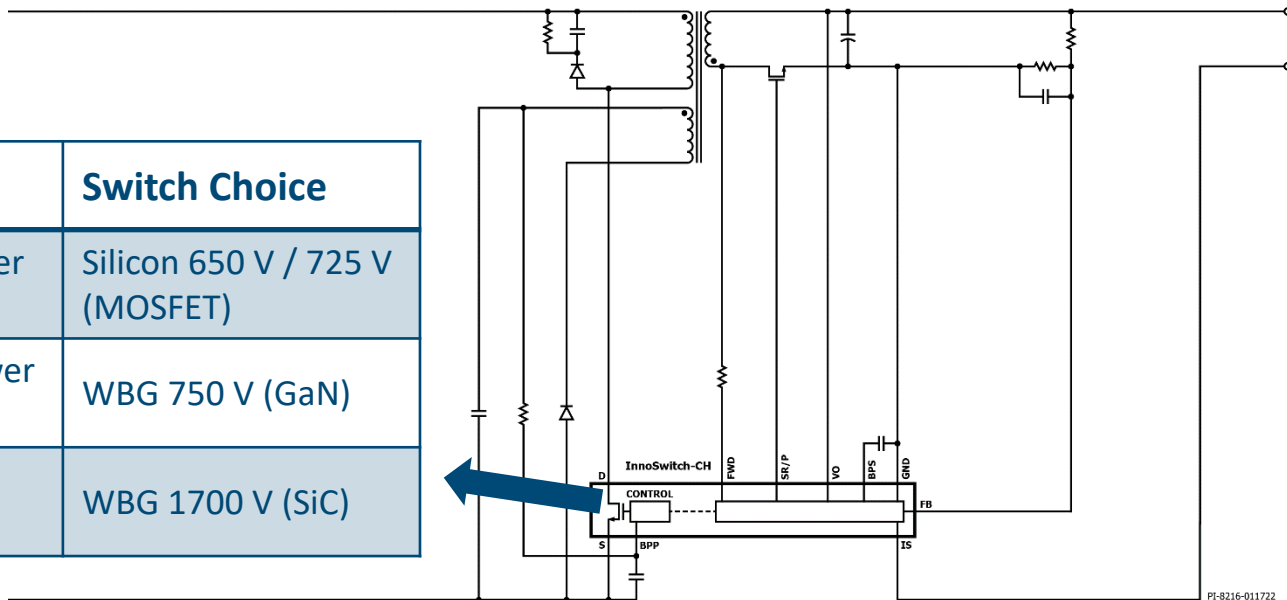 Switch Choice
er
Silicon 650 V / 725 V
(MOSFET)
ver
WBG 750 V (GaN)
WBG 1700 V (SiC)
InnoSwitch-CH
D
CONTROL
S
BPP
FWD
SR/P
VO
BPS
GND
FB
IS
PI-8216-011722